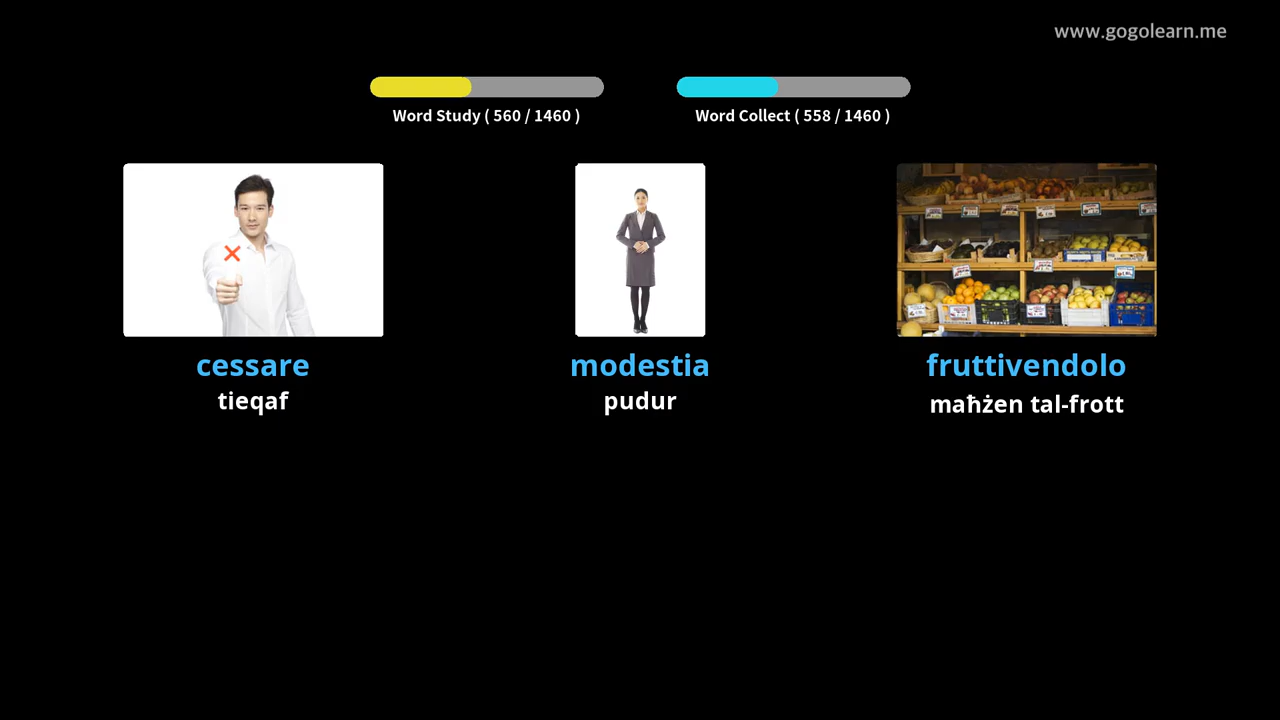 www.gogolearn.me
Word Study ( 560 / 1460 )
Word Collect ( 558 / 1460 )
cessare
tieqaf
modestia
pudur
fruttivendolo
maħżen tal-frott